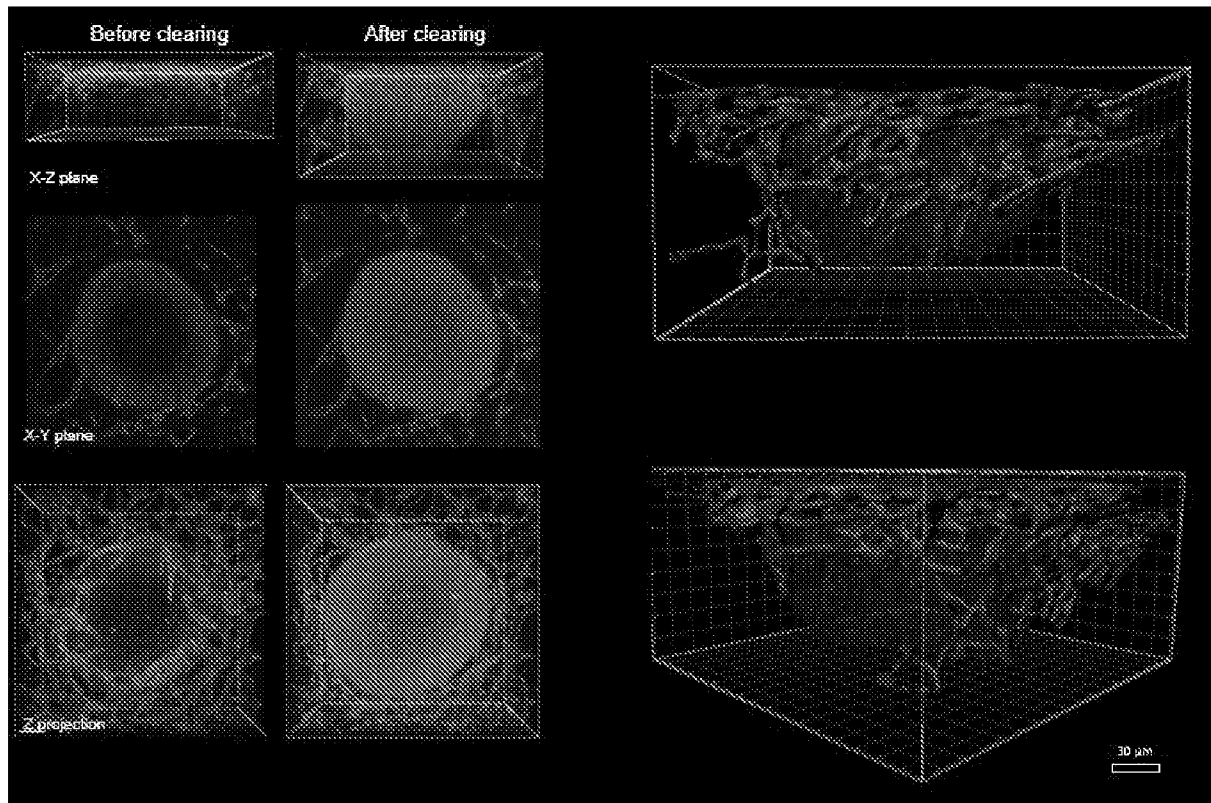 Before clearing
After clearing
X-Z plane
X-Y plane
Z projection
30 µm